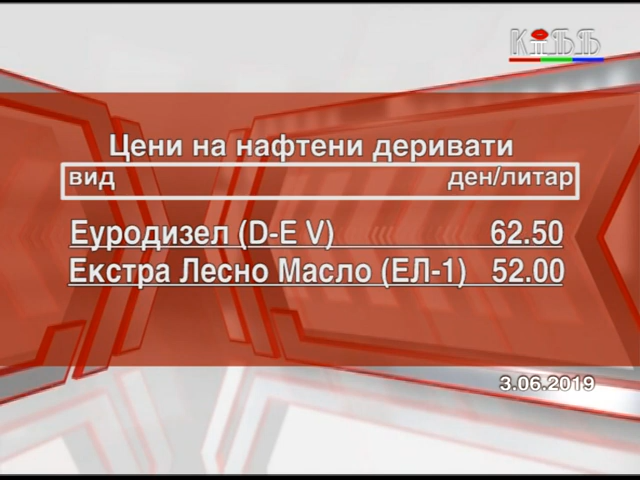 Цени на нафтени деривати
вид ден/литар
Еуродизел (D-E V) 62.50
Екстра Лесно Масло (ЕЛ-1) 52.00
3.06.2019